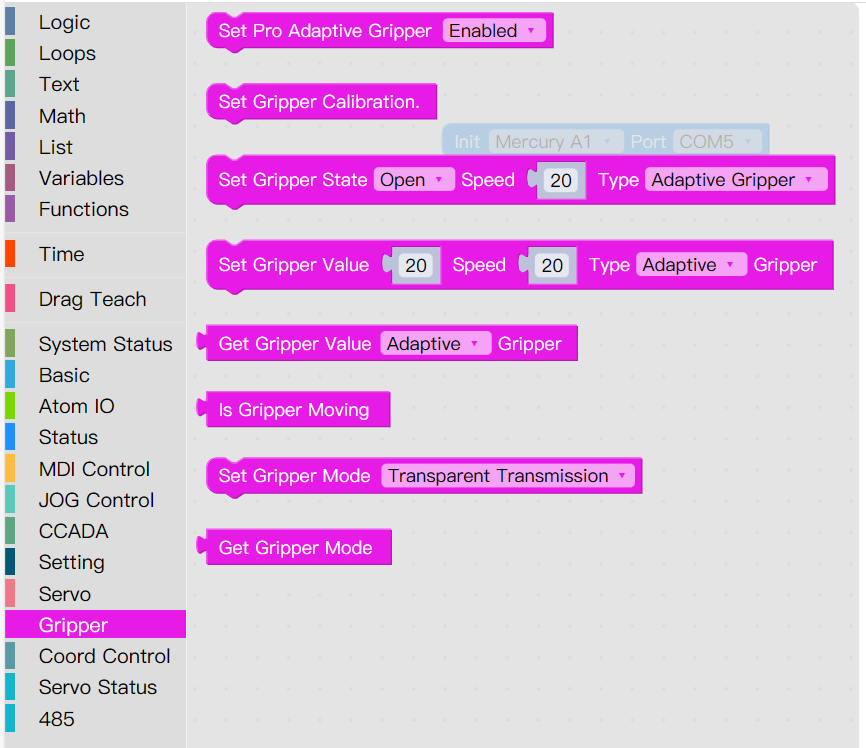 Logic
Loops
Text
Math
List
Variables
Functions
Time
Drag Teach
System Status
Basic
Atom IO
Status
MDI Control
JOG Control
CCADA
Setting
Servo
Gripper
Coord Control
Servo Status
485
Set Pro Adaptive Gripper Enabled
Set Gripper Calibration.
Init Mercury A1 Port COM5
Set Gripper State Open Speed 20 Type Adaptive Gripper
Set Gripper Value 20 Speed 20 Type Adaptive Gripper
Get Gripper Value Adaptive Gripper
Is Gripper Moving
Set Gripper Mode Transparent Transmission
Get Gripper Mode